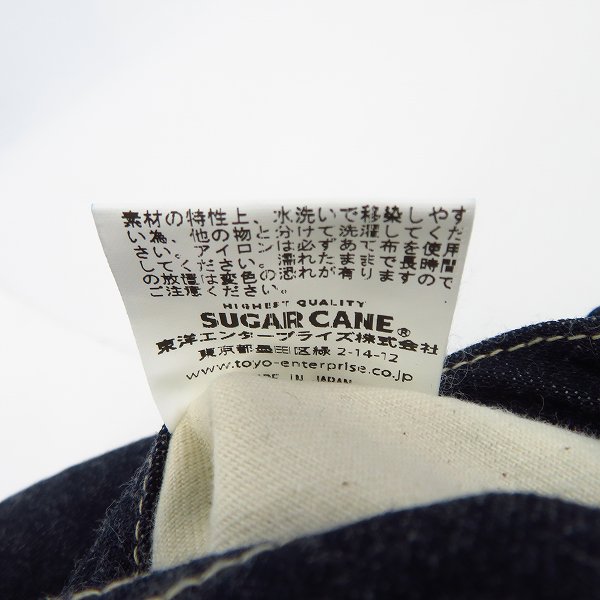 素材の特性上、水洗いで移染しやす
い為、他の物と分けて洗濯してくだ
さい。アイロンは必ずあて布を使用
してください。濡れたまま長時間
の放置は変色の恐れが有りますので
ご注意ください。
HIGHEST QUALITY
SUGAR CANE®
東洋エンタープライズ株式会社
東京都墨田区緑 2-14-12
www.toyo-enterprise.co.jp
MADE IN JAPAN